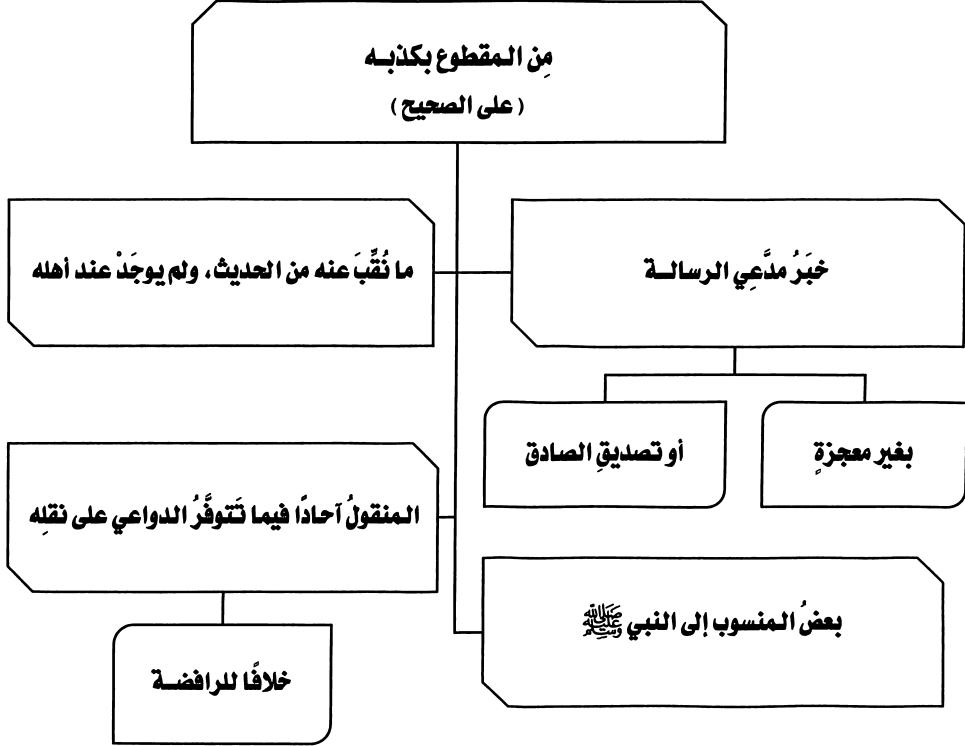 مِن المقطوع بكذبه
(على الصحيح)
خبَرُ مدَّعِي الرسالة
ما نُقِّبَ عنه من الحديث، ولم يوجَدْ عند أهله
بغير معجزةٍ
أو تصديقِ الصادق
المنقولُ آحادًا فيما تَتوفَّرُ الدواعي على نقلِه
بعضُ المنسوب إلى النبي ﷺ
خلافًا للرافضة